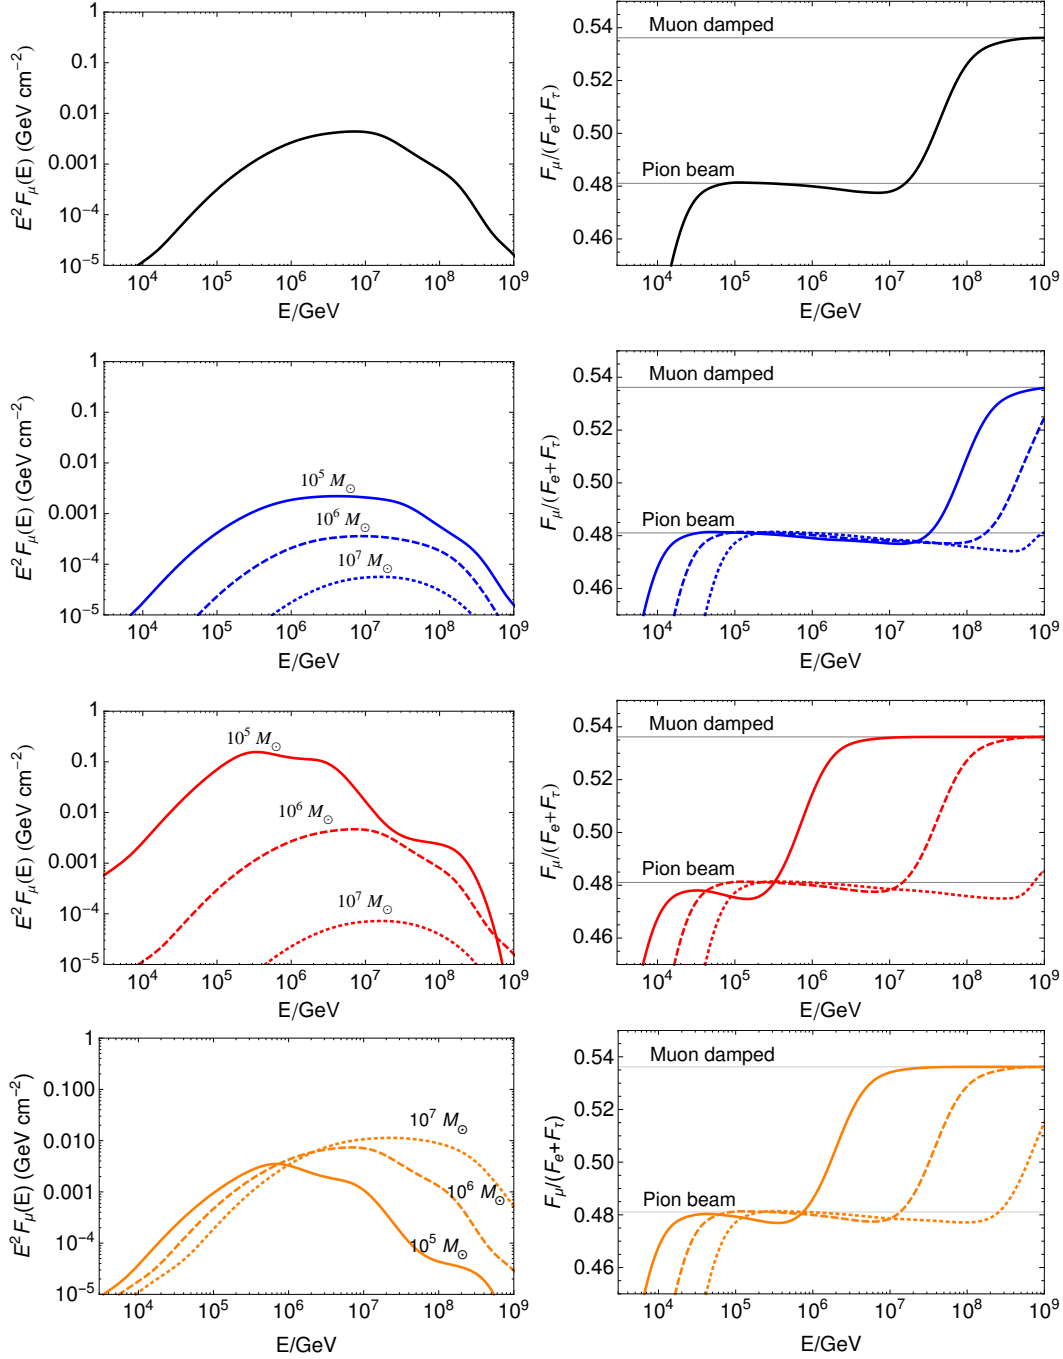 1
0.1
0.01
0.001
10⁻⁴
10⁻⁵
E² F_μ(E) (GeV cm⁻²)
10⁴ 10⁵ 10⁶ 10⁷ 10⁸ 10⁹
E/GeV
Muon damped
Pion beam
0.54
0.52
0.50
0.48
0.46
F_μ/(F_e+F_τ)
10⁴ 10⁵ 10⁶ 10⁷ 10⁸ 10⁹
E/GeV
1
0.1
0.01
0.001
10⁻⁴
10⁻⁵
E² F_μ(E) (GeV cm⁻²)
10⁵ M_⊙
10⁶ M_⊙
10⁷ M_⊙
10⁴ 10⁵ 10⁶ 10⁷ 10⁸ 10⁹
E/GeV
Muon damped
Pion beam
0.54
0.52
0.50
0.48
0.46
F_μ/(F_e+F_τ)
10⁴ 10⁵ 10⁶ 10⁷ 10⁸ 10⁹
E/GeV
1
0.1
0.01
0.001
10⁻⁴
10⁻⁵
E² F_μ(E) (GeV cm⁻²)
10⁵ M_⊙
10⁶ M_⊙
10⁷ M_⊙
10⁴ 10⁵ 10⁶ 10⁷ 10⁸ 10⁹
E/GeV
Muon damped
Pion beam
0.54
0.52
0.50
0.48
0.46
F_μ/(F_e+F_τ)
10⁴ 10⁵ 10⁶ 10⁷ 10⁸ 10⁹
E/GeV
1
0.100
0.010
0.001
10⁻⁴
10⁻⁵
E² F_μ(E) (GeV cm⁻²)
10⁷ M_⊙
10⁶ M_⊙
10⁵ M_⊙
10⁴ 10⁵ 10⁶ 10⁷ 10⁸ 10⁹
E/GeV
Muon damped
Pion beam
0.54
0.52
0.50
0.48
0.46
F_μ/(F_e+F_τ)
10⁴ 10⁵ 10⁶ 10⁷ 10⁸ 10⁹
E/GeV